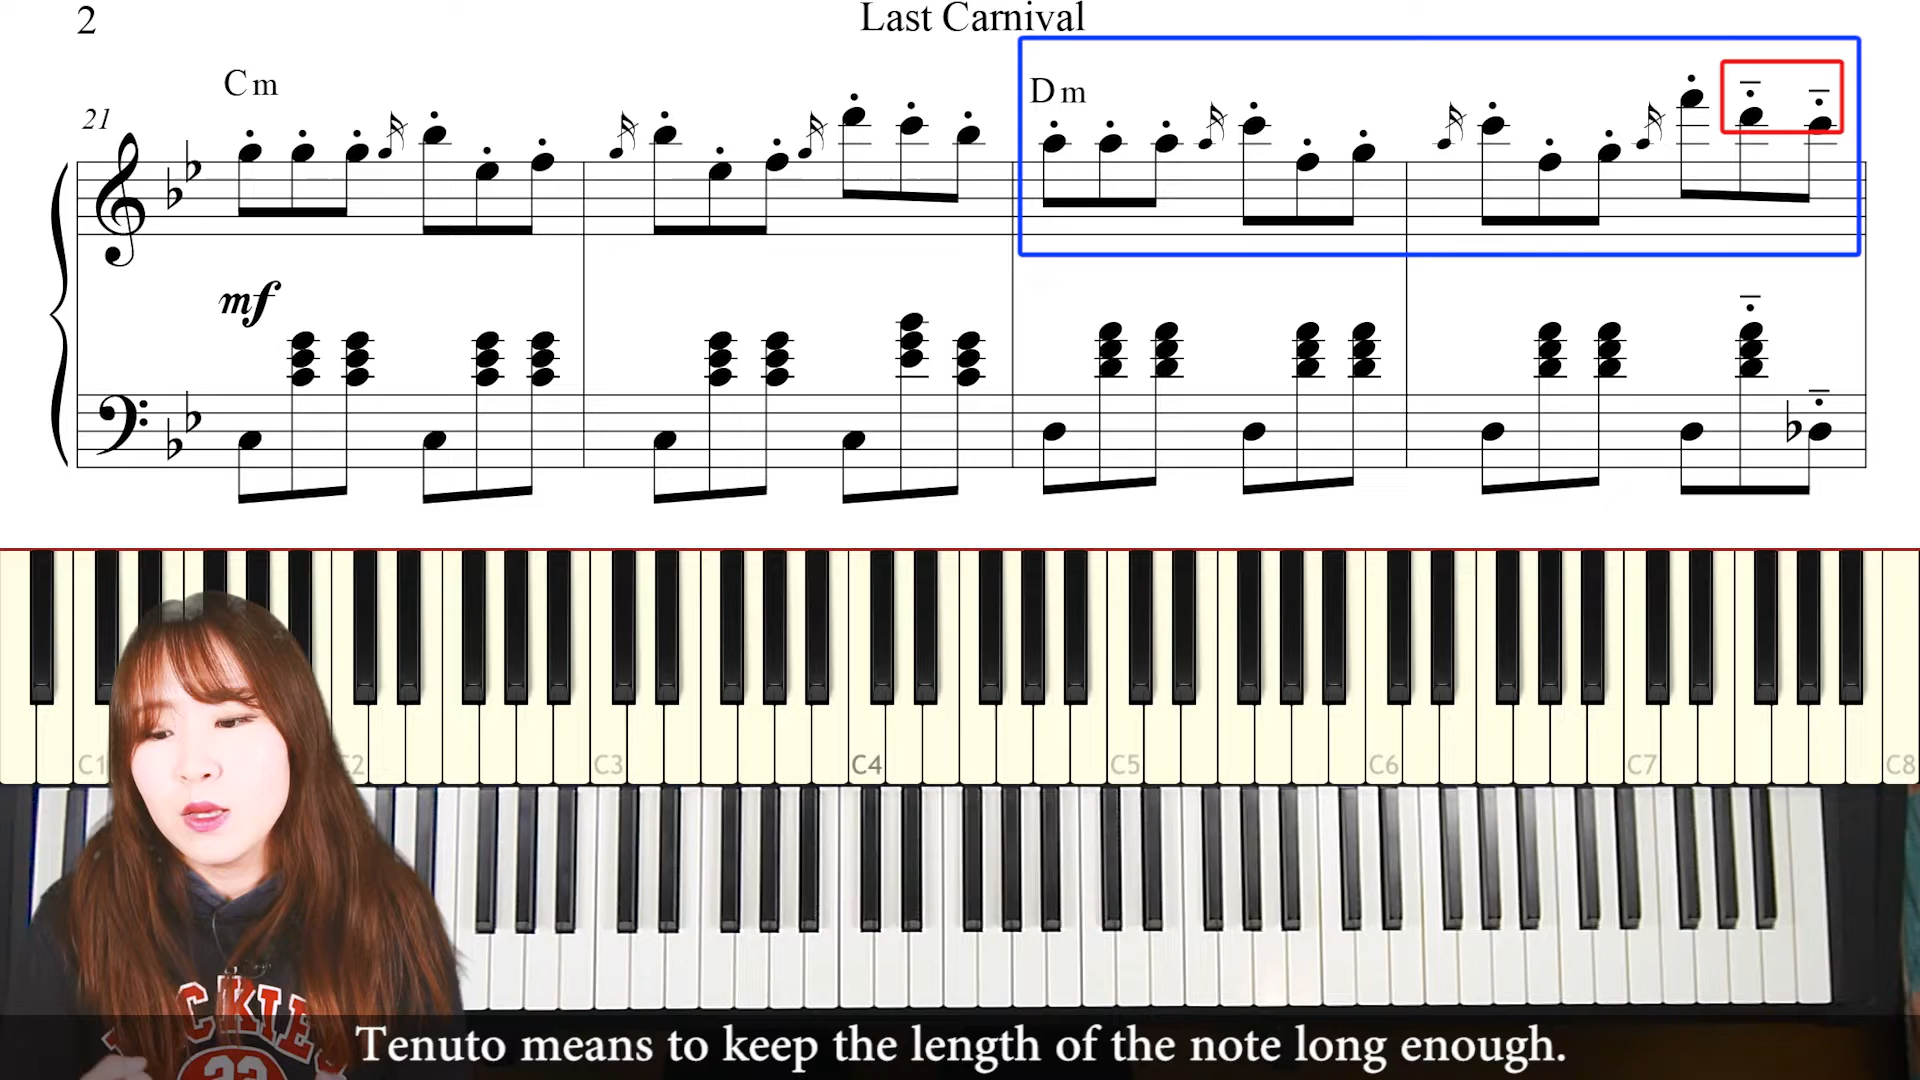 2
Last Carnival
Cm
Dm
21
mf
C1
C2
C3
C4
C5
C6
C7
C8
Tenuto means to keep the length of the note long enough.